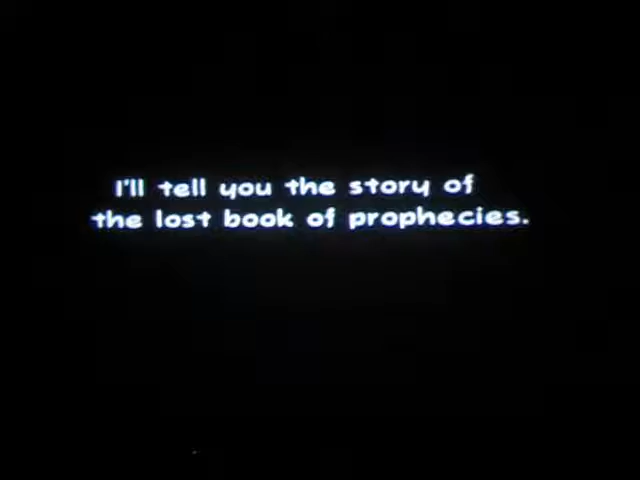 I'll tell you the story of
the lost book of prophecies.